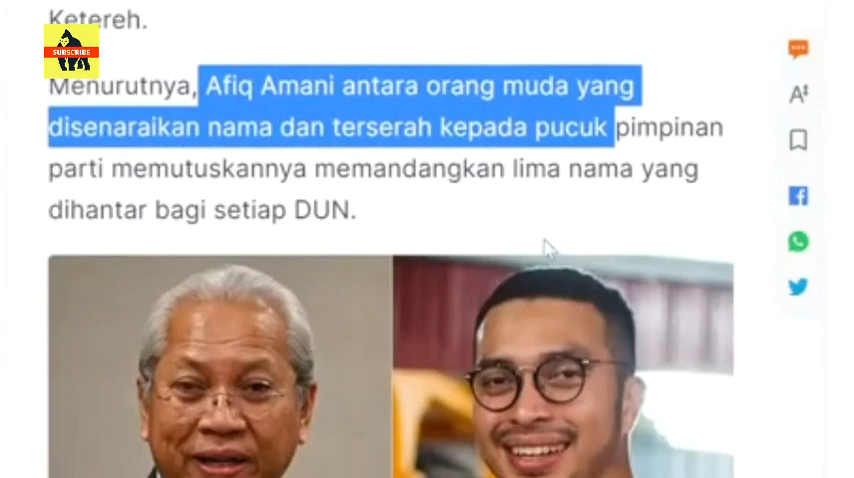 Ketereh.
SUBSCRIBE
Menurutnya, Afiq Amani antara orang muda yang
disenaraikan nama dan terserah kepada pucuk pimpinan
parti memutuskannya memandangkan lima nama yang
dihantar bagi setiap DUN.